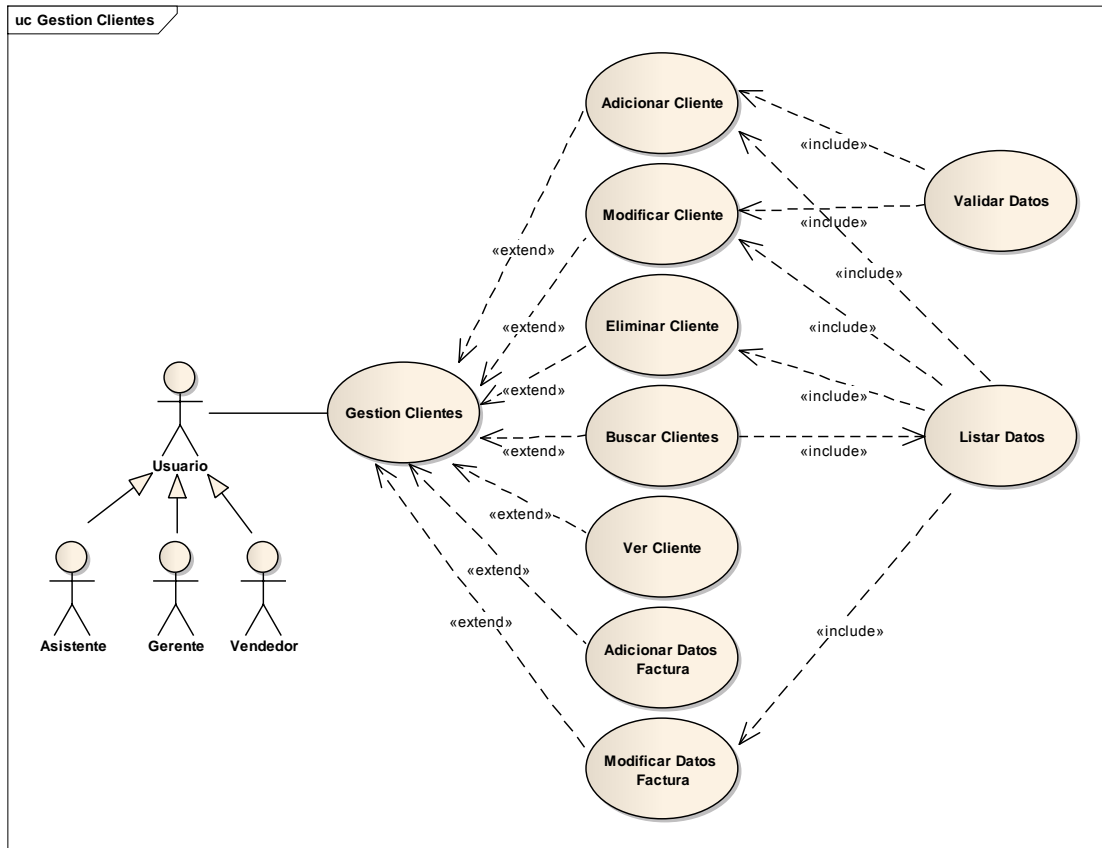 uc Gestion Clientes
Adicionar Cliente
«include»
Validar Datos
Modificar Cliente
«include»
«extend»
«include»
«extend»
Eliminar Cliente
«include»
«extend»
«include»
Gestion Clientes
Buscar Clientes
Listar Datos
«extend»
«include»
Usuario
«extend»
Ver Cliente
«extend»
Asistente
Gerente
Vendedor
«extend»
«include»
Adicionar Datos
Factura
Modificar Datos
Factura